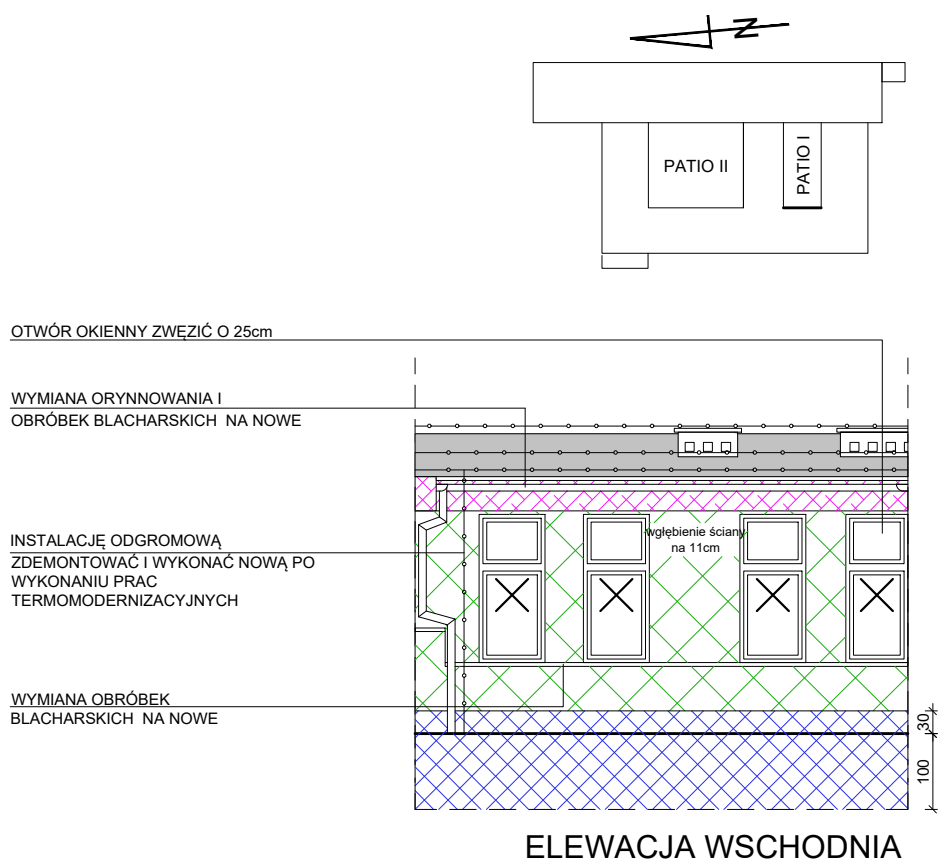 N
PATIO II
PATIO I
OTWÓR OKIENNY ZWĘZIĆ O 25cm
WYMIANA ORYNNOWANIA I
OBRÓBEK BLACHARSKICH NA NOWE
wgłębienie ściany
na 11cm
INSTALACJĘ ODGROMOWĄ
ZDEMONTOWAĆ I WYKONAĆ NOWĄ PO
WYKONANIU PRAC
TERMOMODERNIZACYJNYCH
WYMIANA OBRÓBEK
BLACHARSKICH NA NOWE
30
100
ELEWACJA WSCHODNIA